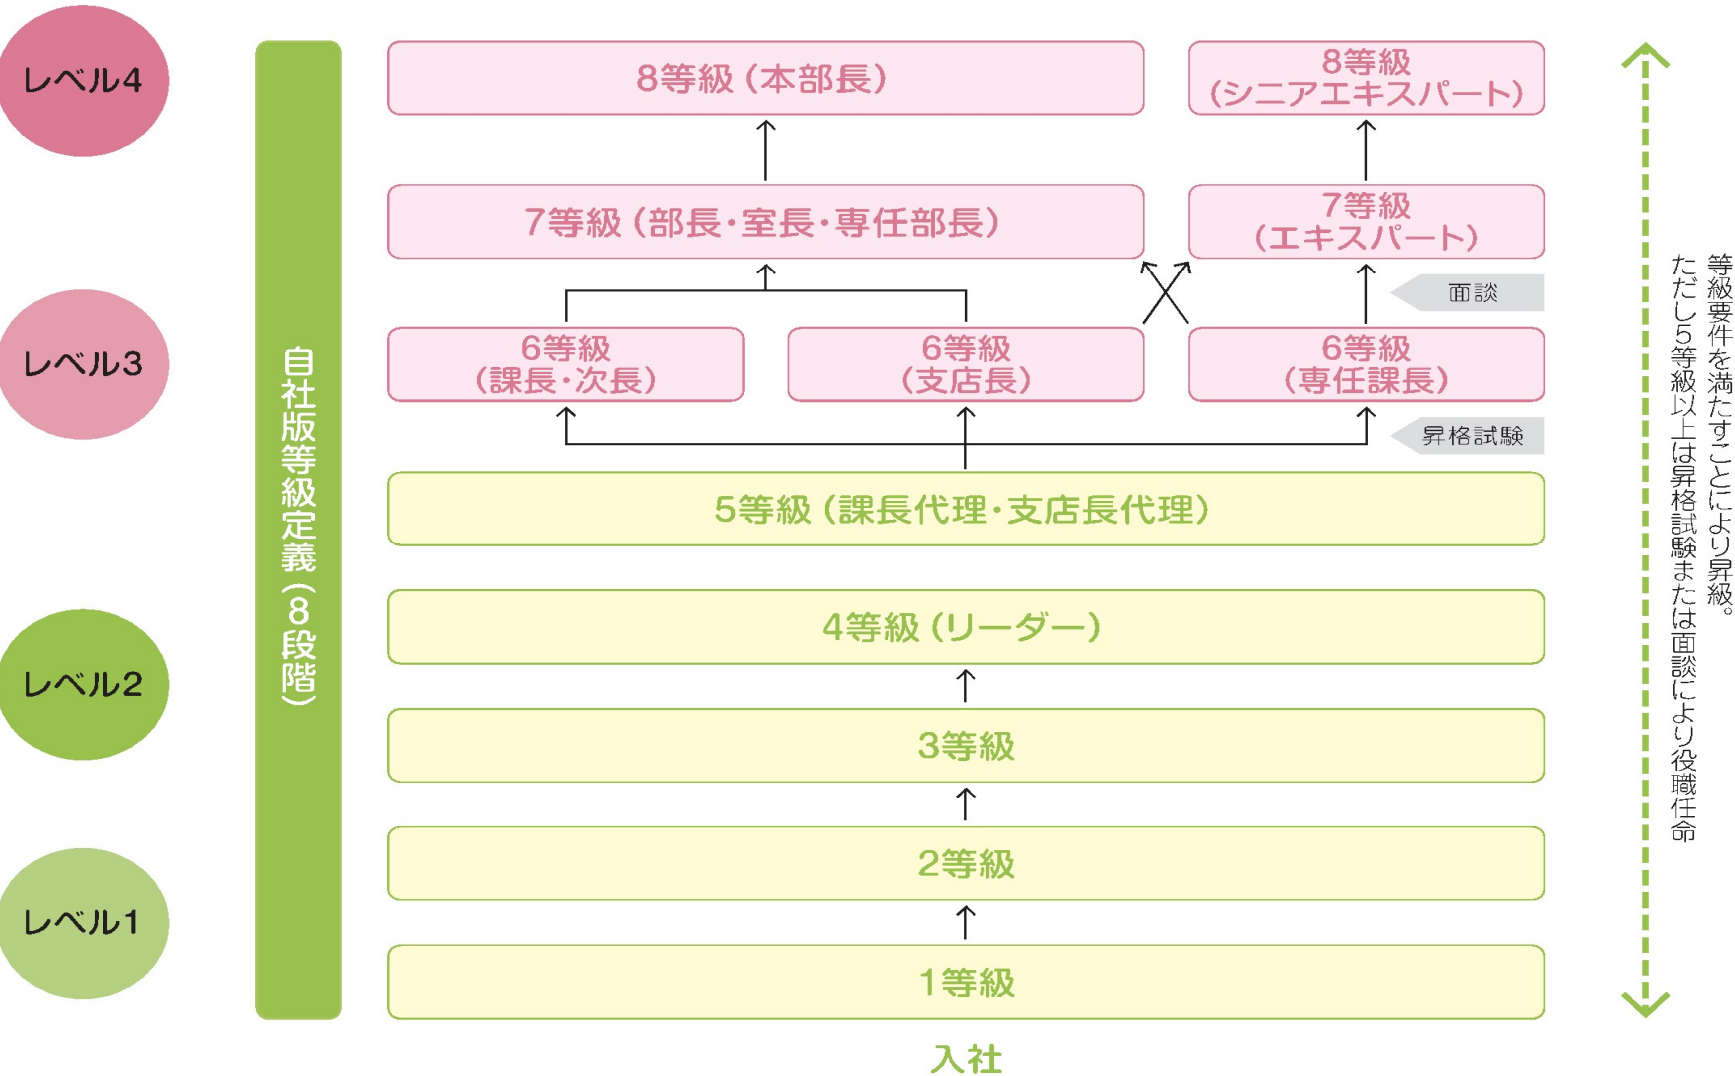 レベル4
レベル3
レベル2
レベル1
自社版等級定義(8段階)
8等級(本部長)
8等級
(シニアエキスパート)
7等級(部長・室長・専任部長)
7等級
(エキスパート)
面談
6等級
(課長・次長)
6等級
(支店長)
6等級
(専任課長)
昇格試験
5等級(課長代理・支店長代理)
4等級(リーダー)
3等級
2等級
1等級
入社
等級要件を満たすことにより昇級。
ただし5等級以上は昇格試験または面談により役職任命